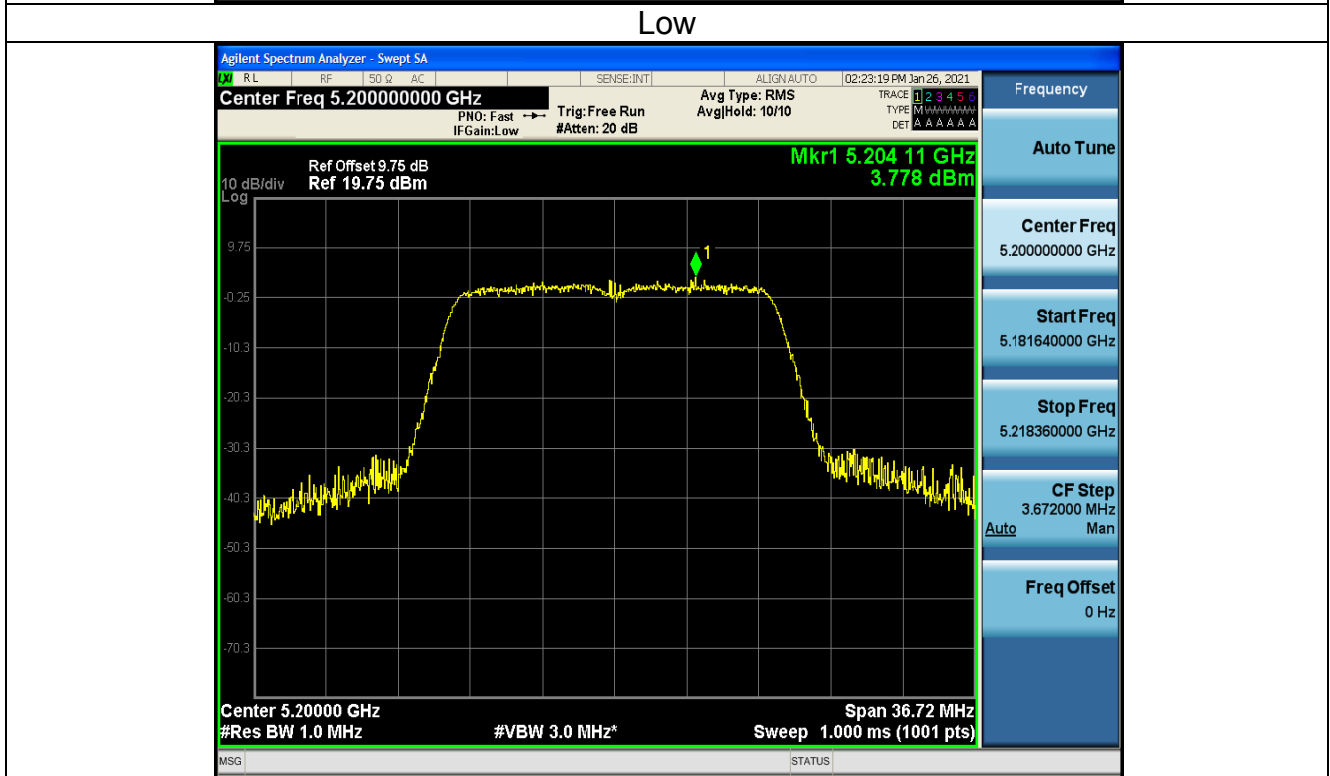 Low
Agilent Spectrum Analyzer - Swept SA
LXI RL RF 50 Ω AC SENSE:INT ALIGN AUTO 02:23:19 PM Jan 26, 2021
Center Freq 5.200000000 GHz
PNO: Fast
IFGain:Low
Trig: Free Run
#Atten: 20 dB
Avg Type: RMS
Avg|Hold: 10/10
TRACE 1 2 3 4 5 6
TYPE M WWWWW
DET A A A A A A
Ref Offset 9.75 dB
10 dB/div Ref 19.75 dBm
Log
Mkr1 5.204 11 GHz
3.778 dBm
9.75
-0.25
-10.3
-20.3
-30.3
-40.3
-50.3
-60.3
-70.3
1
Center 5.20000 GHz
Span 36.72 MHz
#Res BW 1.0 MHz
#VBW 3.0 MHz*
Sweep 1.000 ms (1001 pts)
MSG
STATUS
Frequency
Auto Tune
Center Freq
5.200000000 GHz
Start Freq
5.181640000 GHz
Stop Freq
5.218360000 GHz
CF Step
3.672000 MHz
Auto Man
Freq Offset
0 Hz